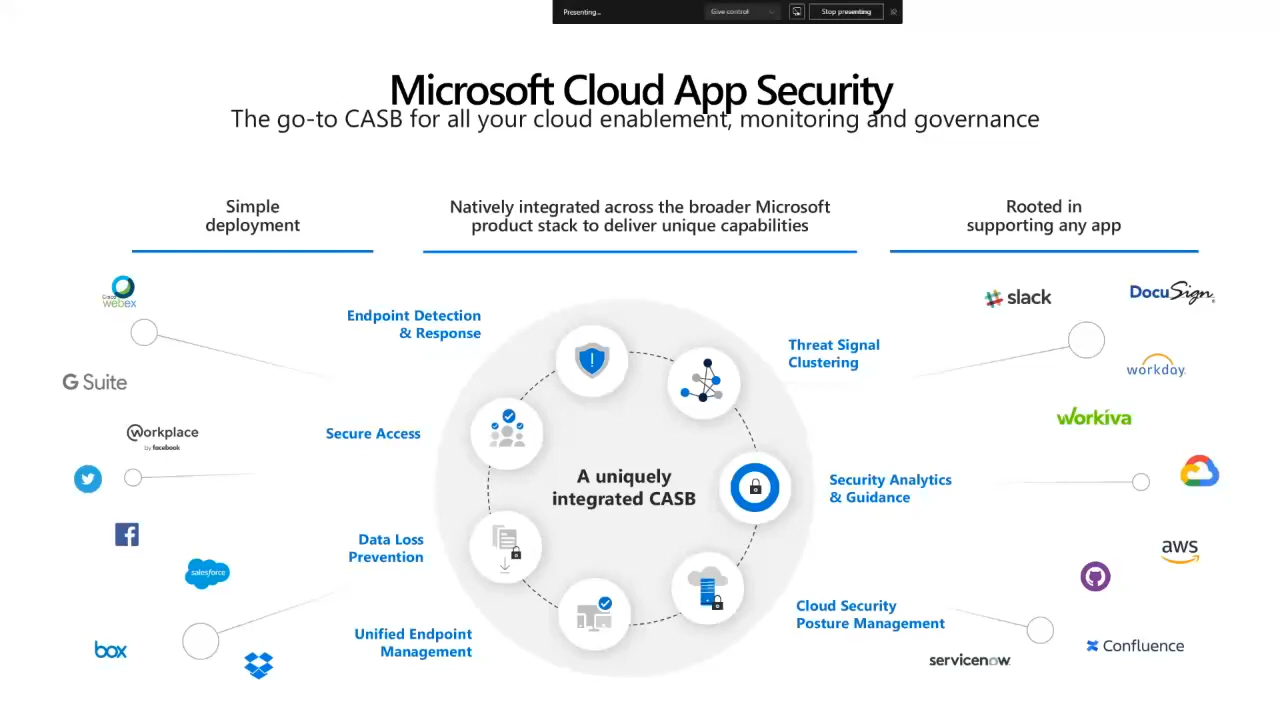 Presenting...
Give control
Stop presenting
Microsoft Cloud App Security
The go-to CASB for all your cloud enablement, monitoring and governance
Simple
deployment
Natively integrated across the broader Microsoft
product stack to deliver unique capabilities
Rooted in
supporting any app
Cisco
webex
G Suite
workplace
by facebook
salesforce
box
Endpoint Detection
& Response
Secure Access
Data Loss
Prevention
Unified Endpoint
Management
A uniquely
integrated CASB
Threat Signal
Clustering
Security Analytics
& Guidance
Cloud Security
Posture Management
slack
DocuSign
workday
workiva
aws
Confluence
servicenow